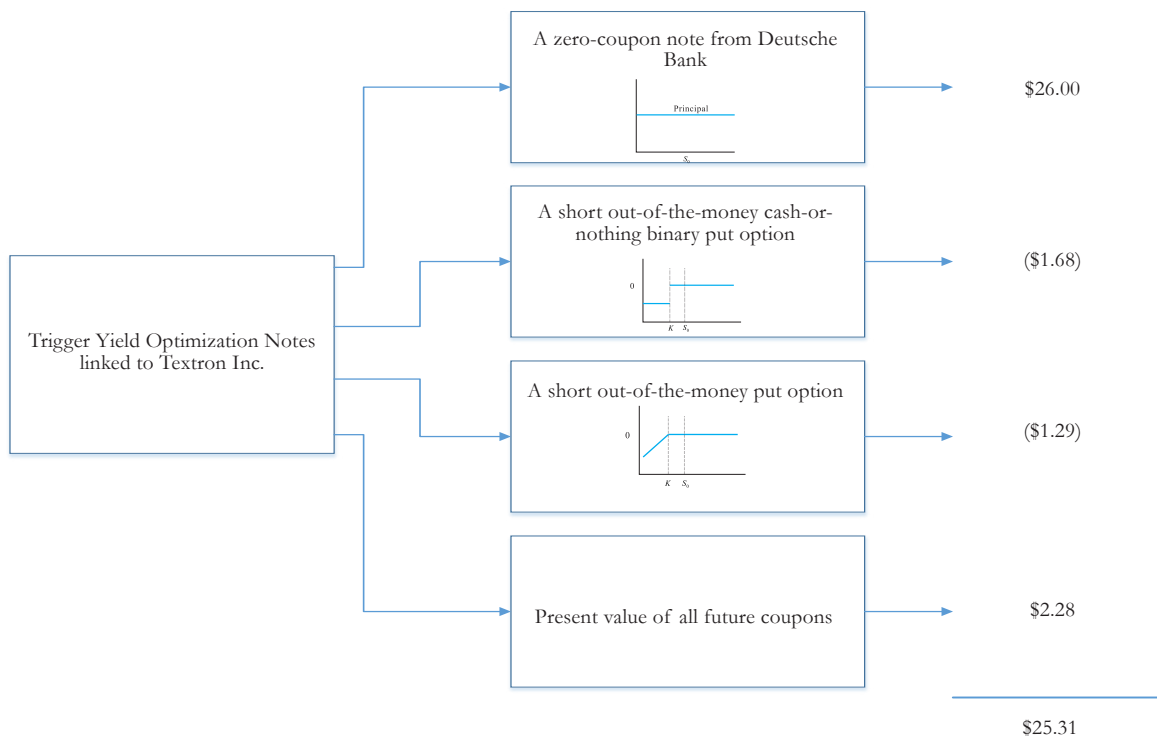 Trigger Yield Optimization Notes
linked to Textron Inc.
A zero-coupon note from Deutsche
Bank
Principal
S₀
$26.00
A short out-of-the-money cash-or-
nothing binary put option
0
K S₀
($1.68)
A short out-of-the-money put option
0
K S₀
($1.29)
Present value of all future coupons
$2.28
$25.31